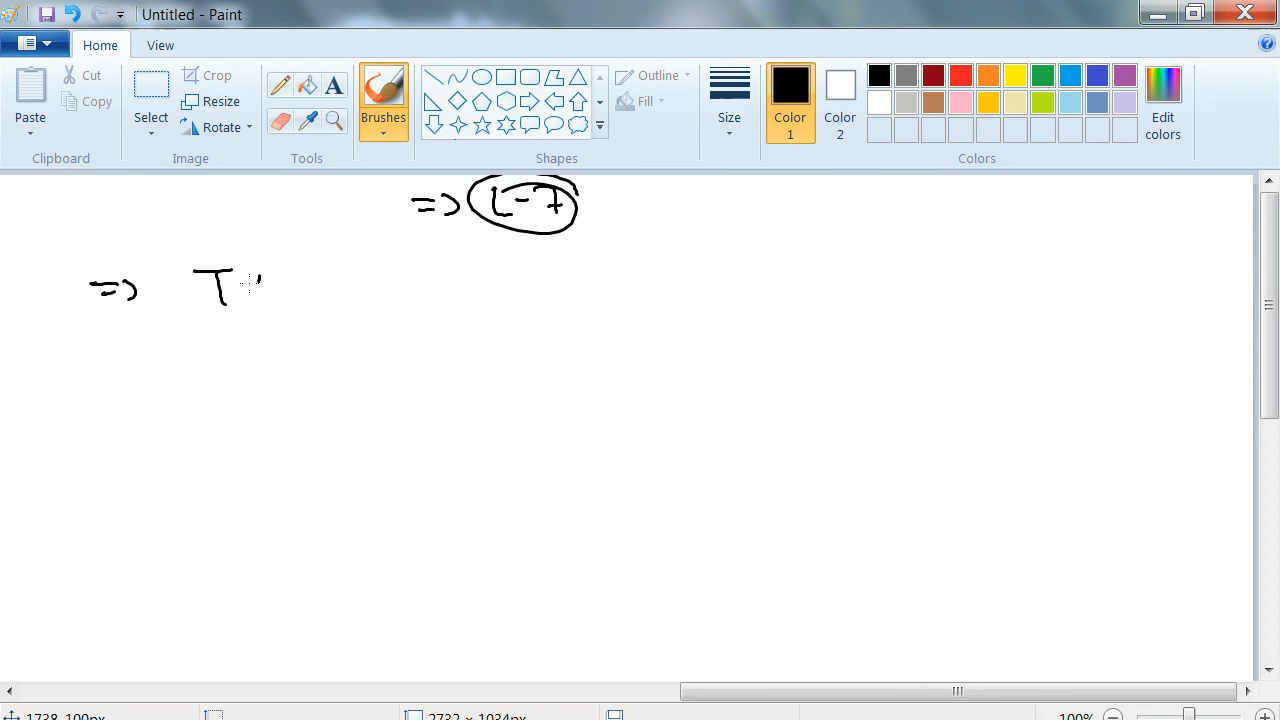 Untitled - Paint
Home View
Paste Cut Copy Clipboard
Select Crop Resize Rotate Image
Tools
Brushes
Shapes
Outline Fill
Size
Color 1 Color 2
Edit colors
Colors
=> L-7
=> T
1738, 100px 2732 × 1034px 100%